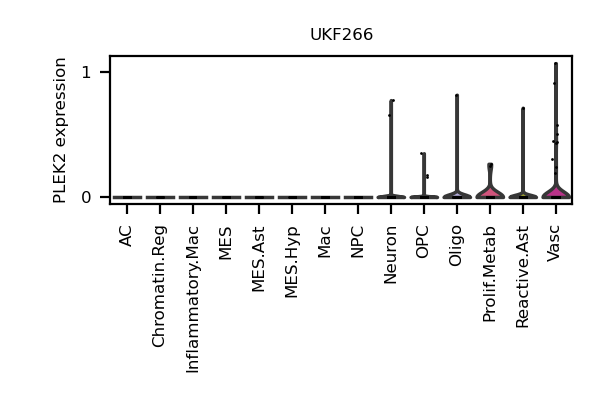 UKF266
PLEK2 expression
1
0
AC
Chromatin.Reg
Inflammatory.Mac
MES
MES.Ast
MES.Hyp
Mac
NPC
Neuron
OPC
Oligo
Prolif.Metab
Reactive.Ast
Vasc